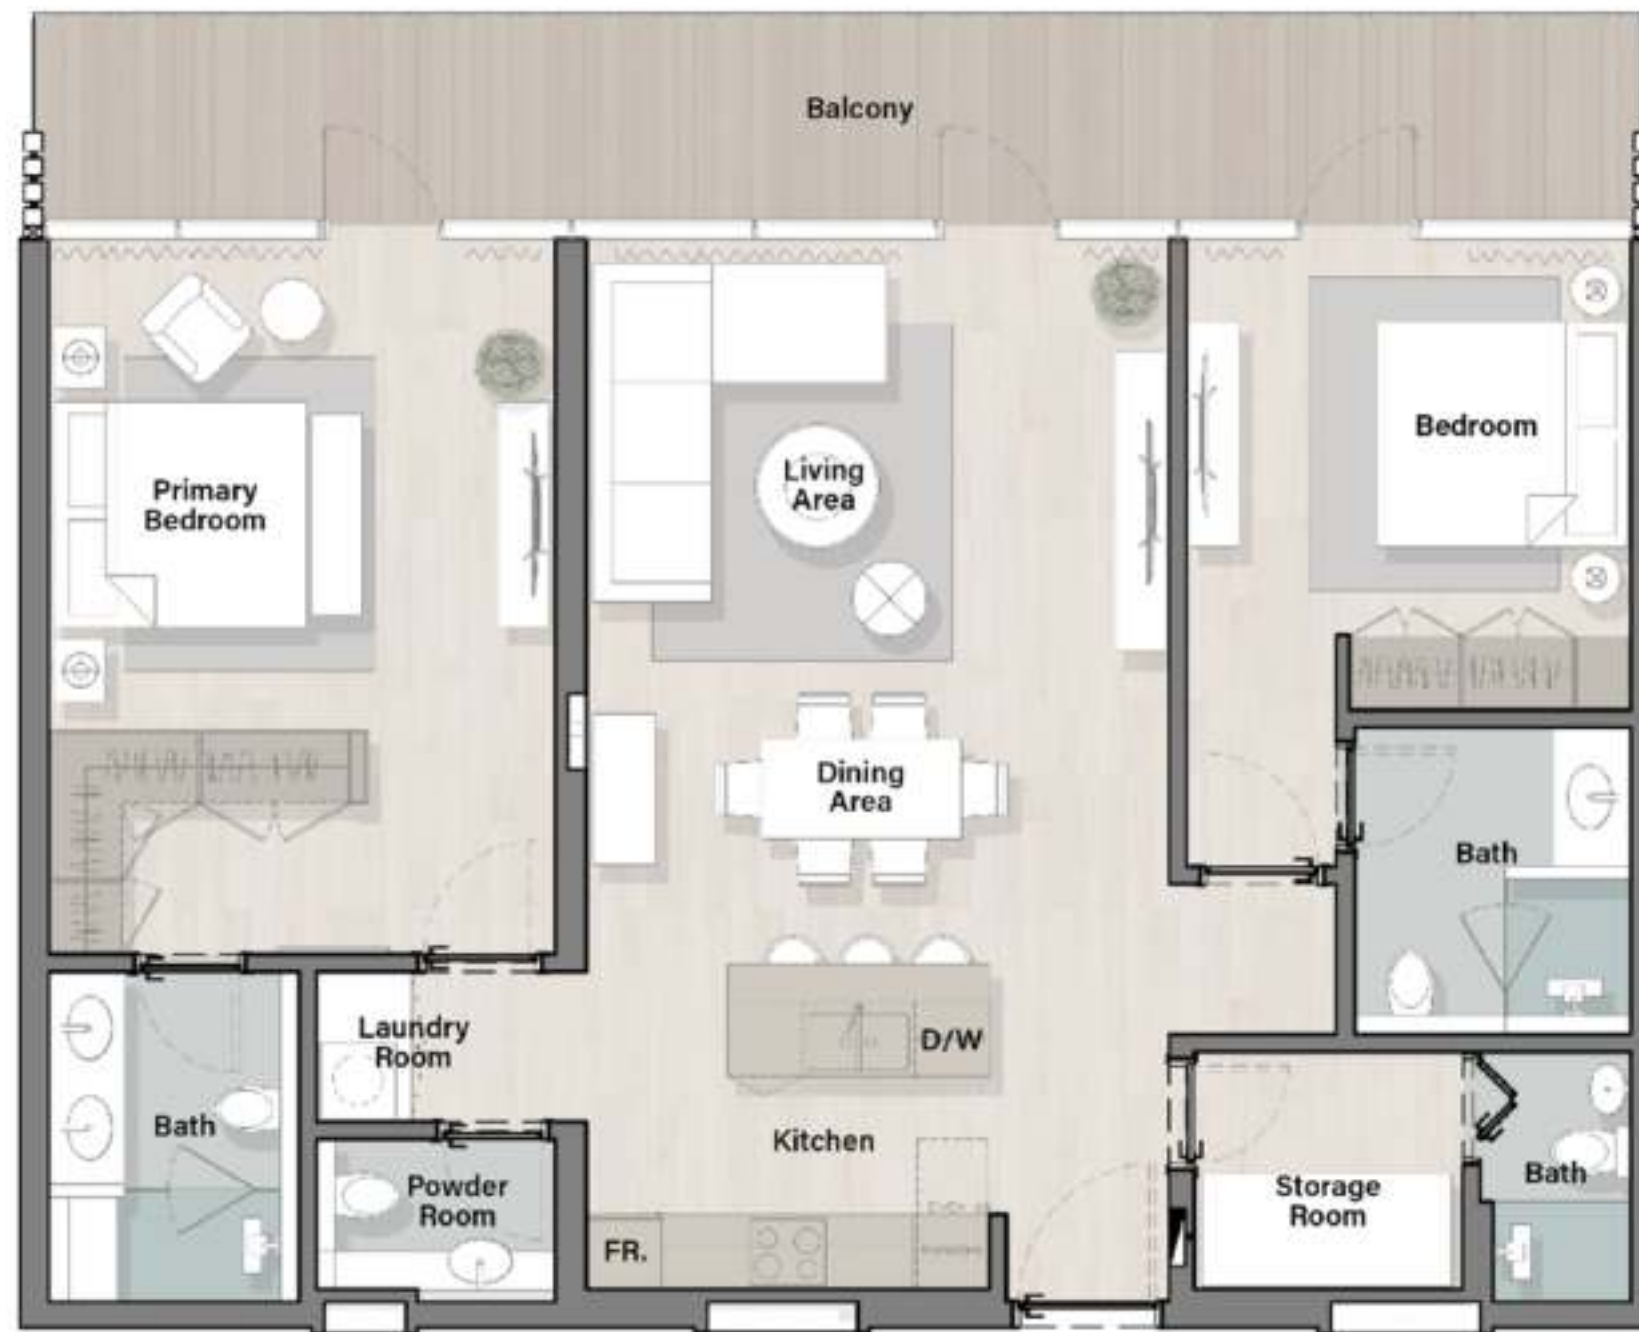 Balcony
Primary
Bedroom
Living
Area
Bedroom
Dining
Area
Bath
Laundry
Room
D/W
Bath
Kitchen
Powder
Room
Storage
Room
Bath
FR.